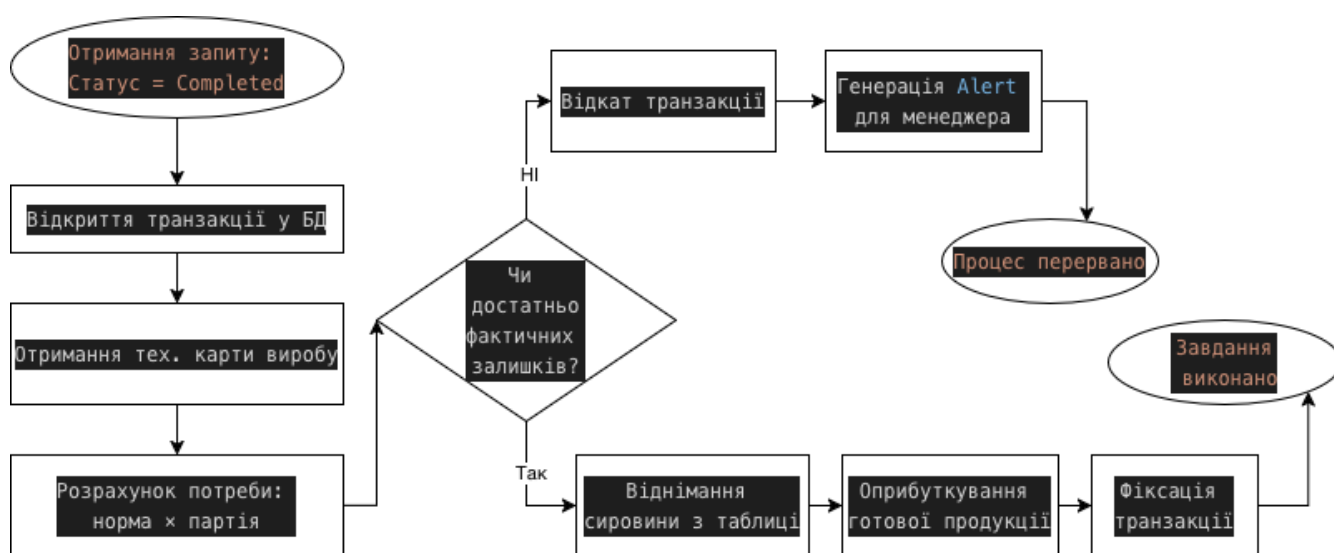 Отримання запиту:
Статус = Completed
Відкриття транзакції у БД
Отримання тех. карти виробу
Розрахунок потреби:
норма × партія
Чи
достатньо
фактичних
залишків?
НІ
Відкат транзакції
Генерація Alert
для менеджера
Процес перервано
Так
Віднімання
сировини з таблиці
Оприбуткування
готової продукції
Фіксація
транзакції
Завдання
виконано